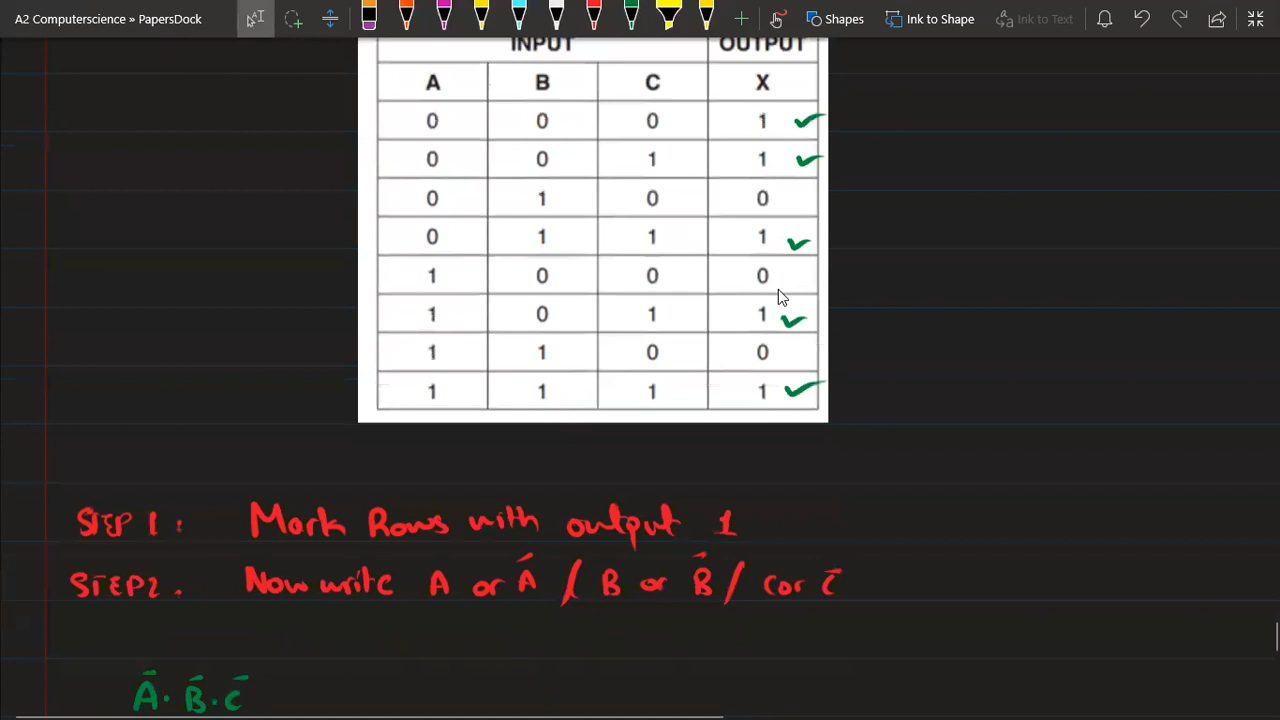 A2 Computerscience » PapersDock Shapes Ink to Shape Ink to Text
INPUT OUTPUT
A B C X
0 0 0 1
0 0 1 1
0 1 0 0
0 1 1 1
1 0 0 0
1 0 1 1
1 1 0 0
1 1 1 1
STEP 1: Mark Rows with output 1
STEP2. Now write A or Ā / B or B̄ / C or C̄
Ā. B̄. C̄